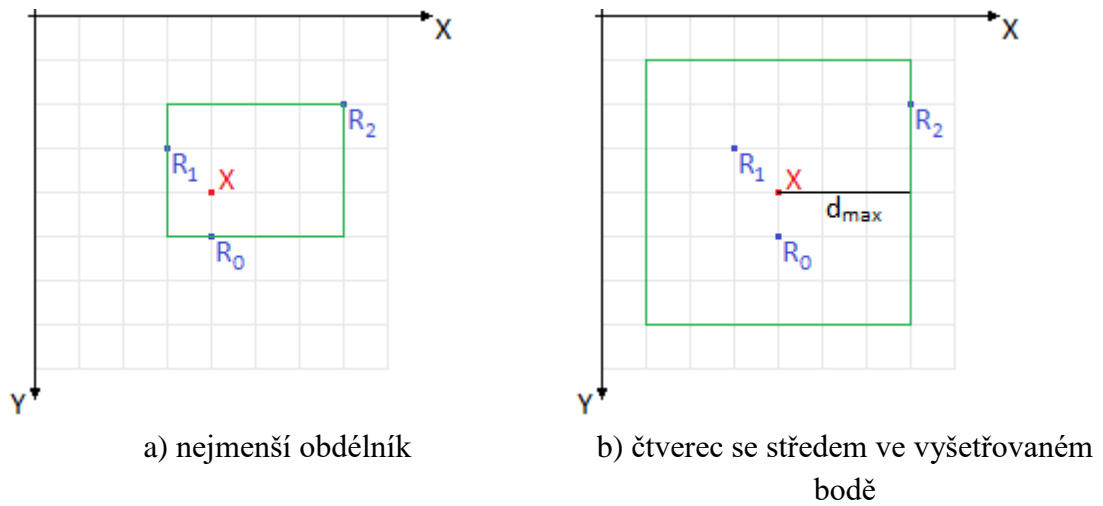 X
R₂
R₁
X
R₀
Y
a) nejmenší obdélník
X
R₂
R₁
X
dₘₐₓ
R₀
Y
b) čtverec se středem ve vyšetřovaném
bodě